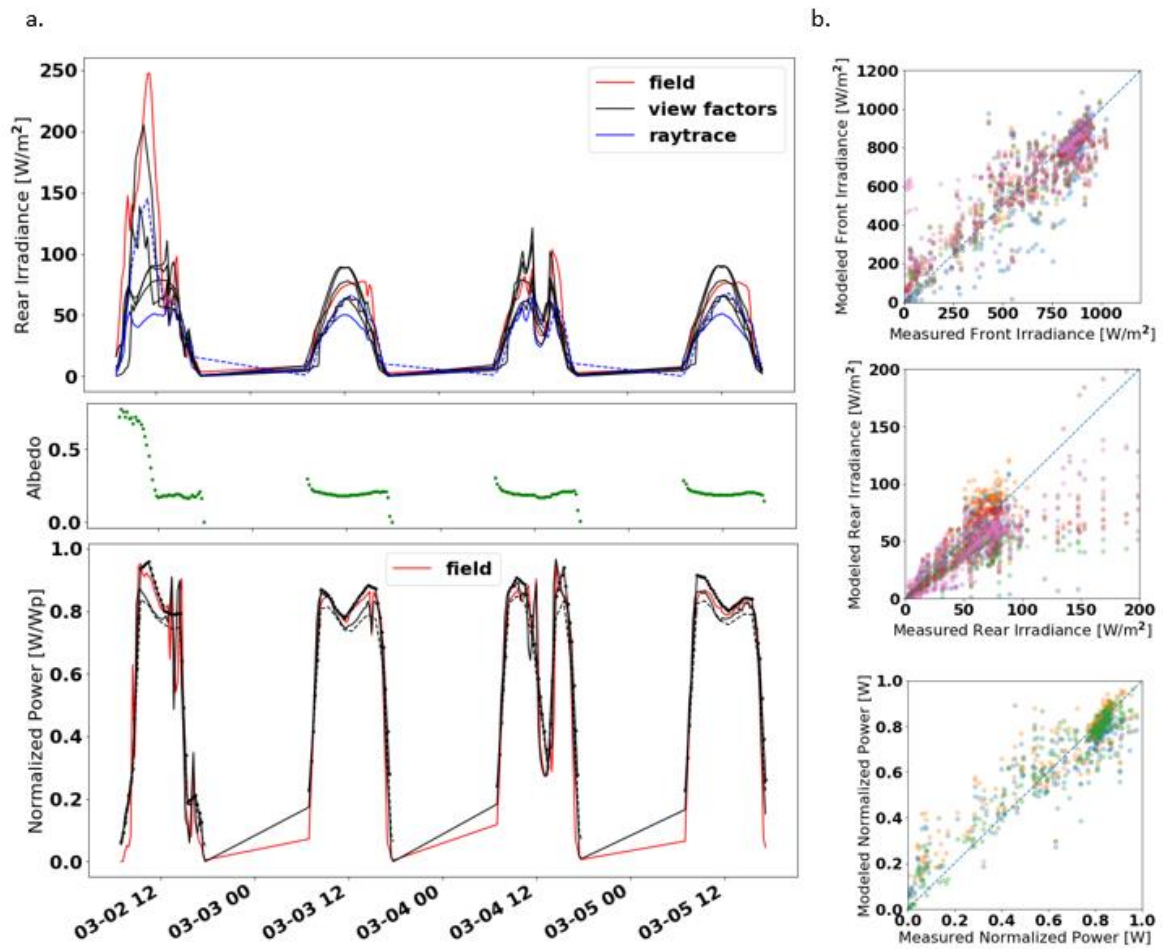 a.
b.
Rear Irradiance [W/m²]
250
200
150
100
50
0
field
view factors
raytrace
Albedo
0.5
0.0
Normalized Power [W/Wp]
1.0
0.8
0.6
0.4
0.2
0.0
field
03-02 12
03-03 00
03-03 12
03-04 00
03-04 12
03-05 00
03-05 12
Modeled Front Irradiance [W/m²]
1200
1000
800
600
400
200
0
0 250 500 750 1000
Measured Front Irradiance [W/m²]
Modeled Rear Irradiance [W/m²]
200
150
100
50
0
0 50 100 150 200
Measured Rear Irradiance [W/m²]
Modeled Normalized Power [W]
1.0
0.8
0.6
0.4
0.2
0.0
0.0 0.2 0.4 0.6 0.8 1.0
Measured Normalized Power [W]